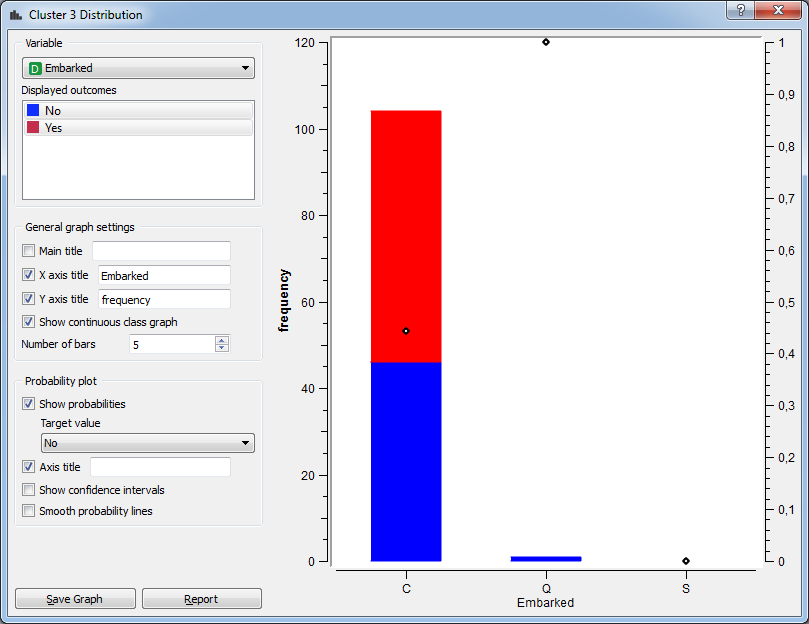 Cluster 3 Distribution
?
Variable
D Embarked
Displayed outcomes
No
Yes
General graph settings
Main title
X axis title Embarked
Y axis title frequency
Show continuous class graph
Number of bars 5
Probability plot
Show probabilities
Target value
No
Axis title
Show confidence intervals
Smooth probability lines
Save Graph Report
frequency
120
100
80
60
40
20
0
1
0,9
0,8
0,7
0,6
0,5
0,4
0,3
0,2
0,1
0
C Q S
Embarked